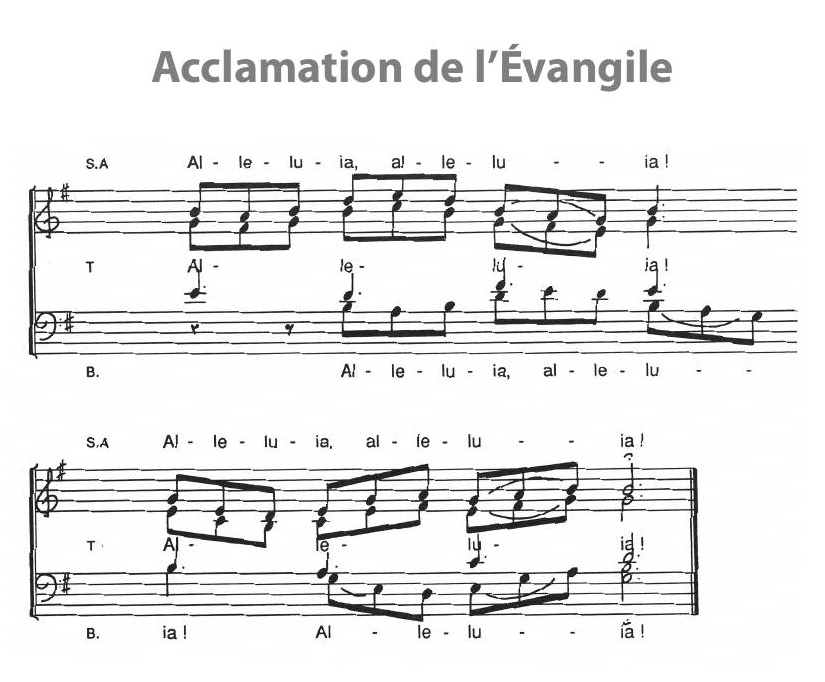 Acclamation de l'Évangile
S.A Al - le - lu - ia, al - le - lu - - ia !
T Al - le - lu - ia !
B. Al - le - lu - ia, al - le - lu - -
S.A Al - le - lu - ia, al - le - lu - - ia !
T . Al - le - lu - ia !
B. ia ! Al - le - lu - - ia !